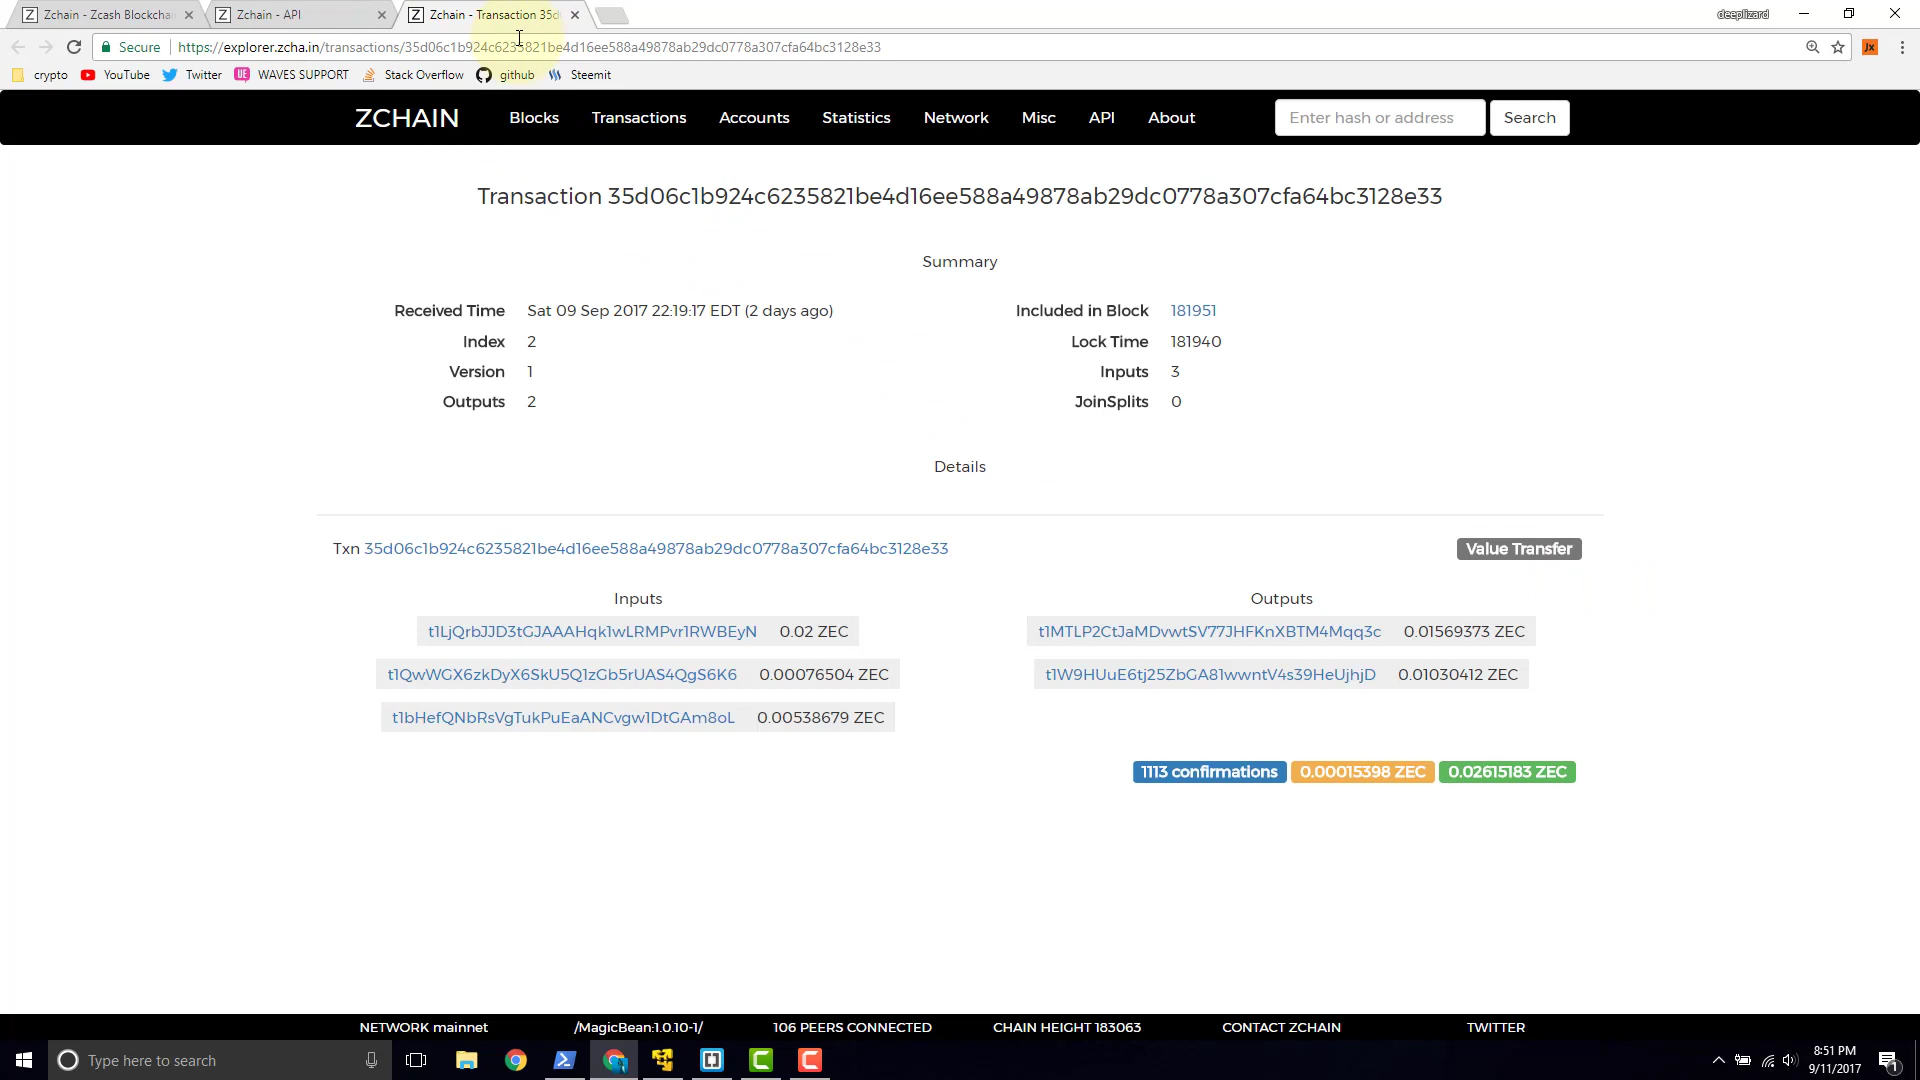 Zchain - Zcash Blockchai
Zchain - API
Zchain - Transaction 35d
deeplizard
Secure
https://explorer.zcha.in/transactions/35d06c1b924c6235821be4d16ee588a49878ab29dc0778a307cfa64bc3128e33
crypto
YouTube
Twitter
WAVES SUPPORT
Stack Overflow
github
Steemit
ZCHAIN
Blocks
Transactions
Accounts
Statistics
Network
Misc
API
About
Enter hash or address
Search
Transaction 35d06c1b924c6235821be4d16ee588a49878ab29dc0778a307cfa64bc3128e33
Summary
Received Time Sat 09 Sep 2017 22:19:17 EDT (2 days ago)
Index 2
Version 1
Outputs 2
Included in Block 181951
Lock Time 181940
Inputs 3
JoinSplits 0
Details
Txn 35d06c1b924c6235821be4d16ee588a49878ab29dc0778a307cfa64bc3128e33
Value Transfer
Inputs
t1LjQrbJJD3tGJAAAHqk1wLRMPvr1RWBEyN 0.02 ZEC
t1QwWGX6zkDyX6SkU5Q1zGb5rUAS4QgS6K6 0.00076504 ZEC
t1bHefQNbRsVgTukPuEaANCvgw1DtGAm8oL 0.00538679 ZEC
Outputs
t1MTLP2CtJaMDvwtSV77JHFKnXBTM4Mqq3c 0.01569373 ZEC
t1W9HUuE6tj25ZbGA81wwntV4s39HeUjhjD 0.01030412 ZEC
1113 confirmations
0.00015398 ZEC
0.02615183 ZEC
NETWORK mainnet
/MagicBean:1.0.10-1/
106 PEERS CONNECTED
CHAIN HEIGHT 183063
CONTACT ZCHAIN
TWITTER
Type here to search
8:51 PM
9/11/2017